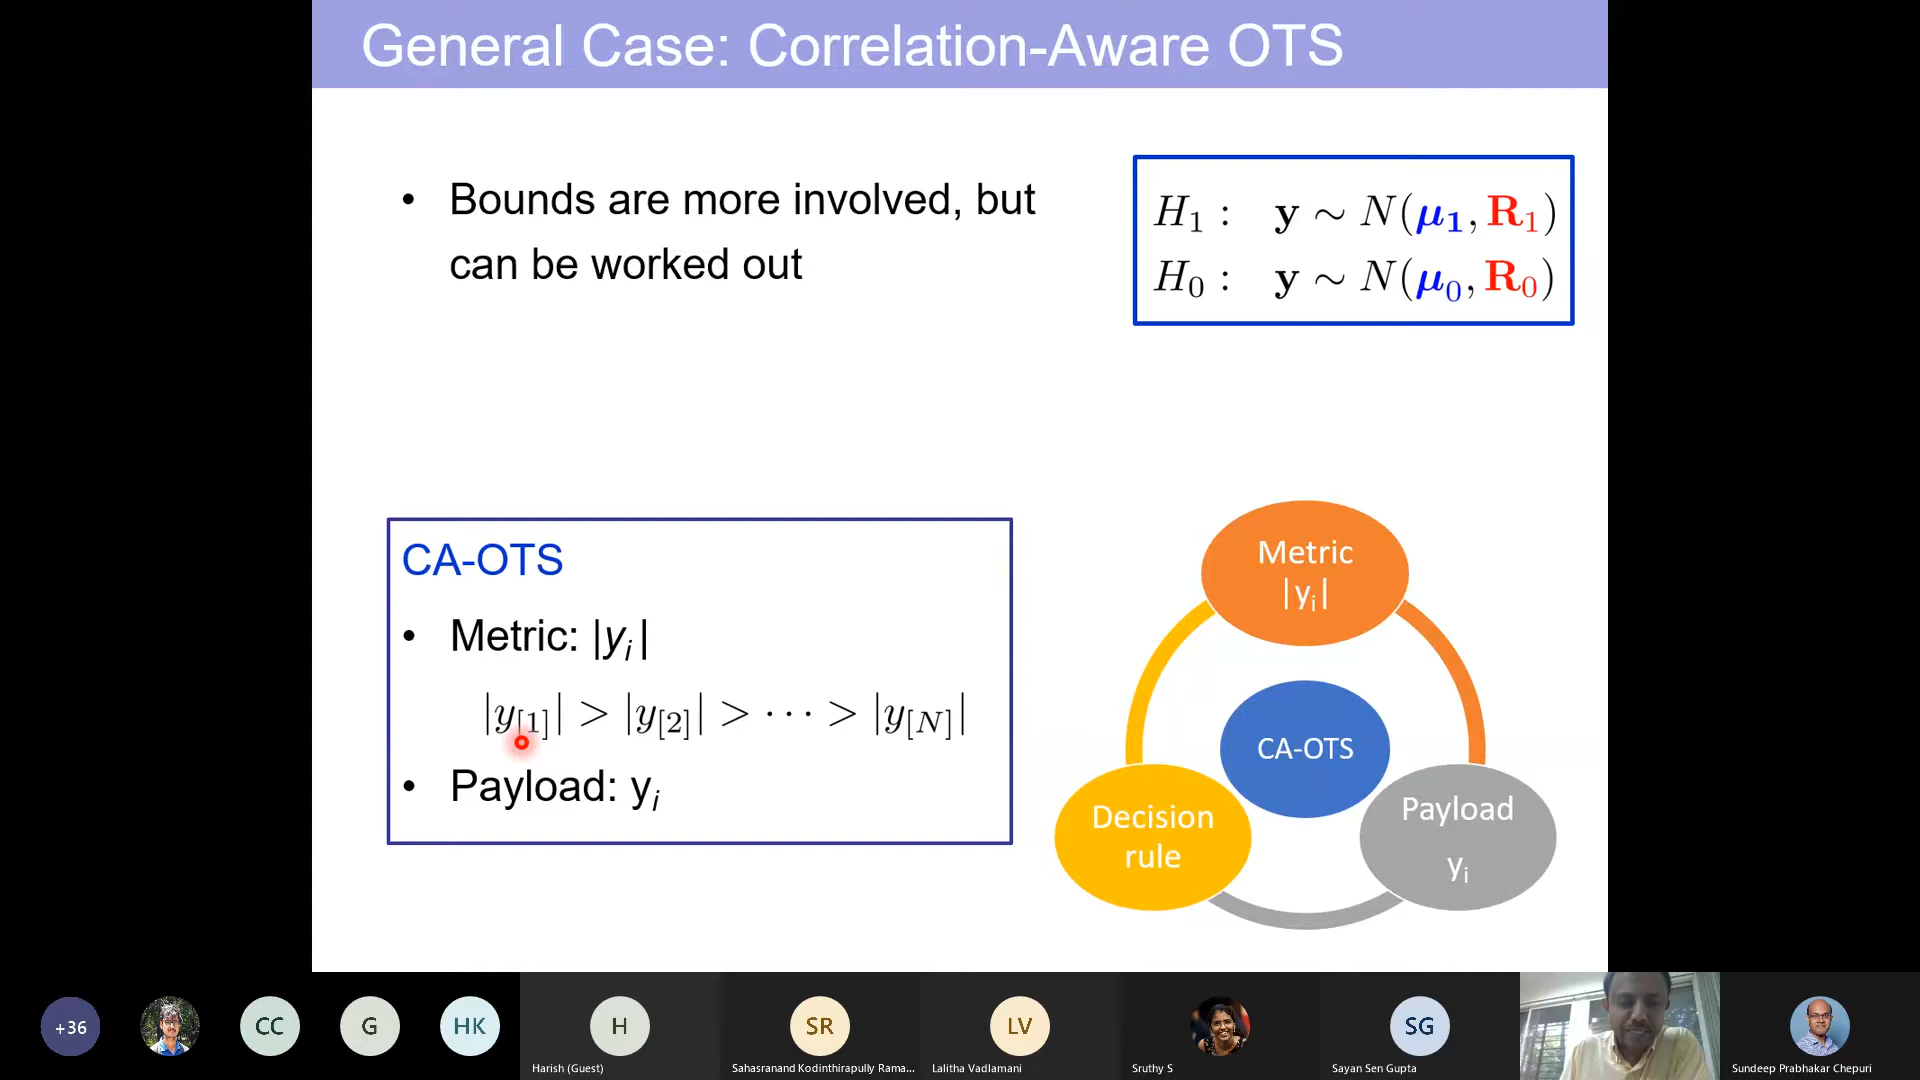 General Case: Correlation-Aware OTS
• Bounds are more involved, but
can be worked out
H₁ : y ∼ N(μ₁, R₁)
H₀ : y ∼ N(μ₀, R₀)
CA-OTS
• Metric: |yᵢ|
|y[1]| > |y[2]| > ⋯ > |y[N]|
• Payload: yᵢ
Metric
|yᵢ|
CA-OTS
Decision
rule
Payload
yᵢ
+36
CC
G
HK
H
SR
LV
SG
Harish (Guest)
Sahasranand Kodinthirapully Rama...
Lalitha Vadlamani
Sruthy S
Sayan Sen Gupta
Sundeep Prabhakar Chepuri